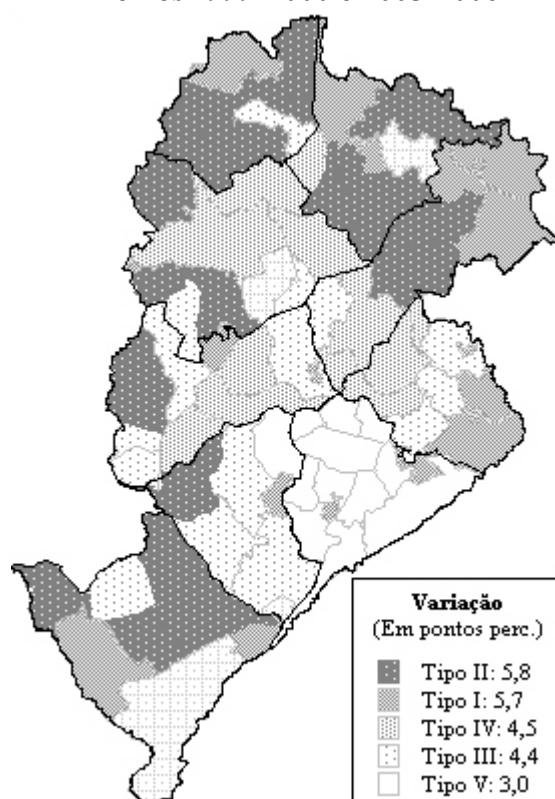 Variação
(Em pontos perc.)
Tipo II: 5,8
Tipo I: 5,7
Tipo IV: 4,5
Tipo III: 4,4
Tipo V: 3,0